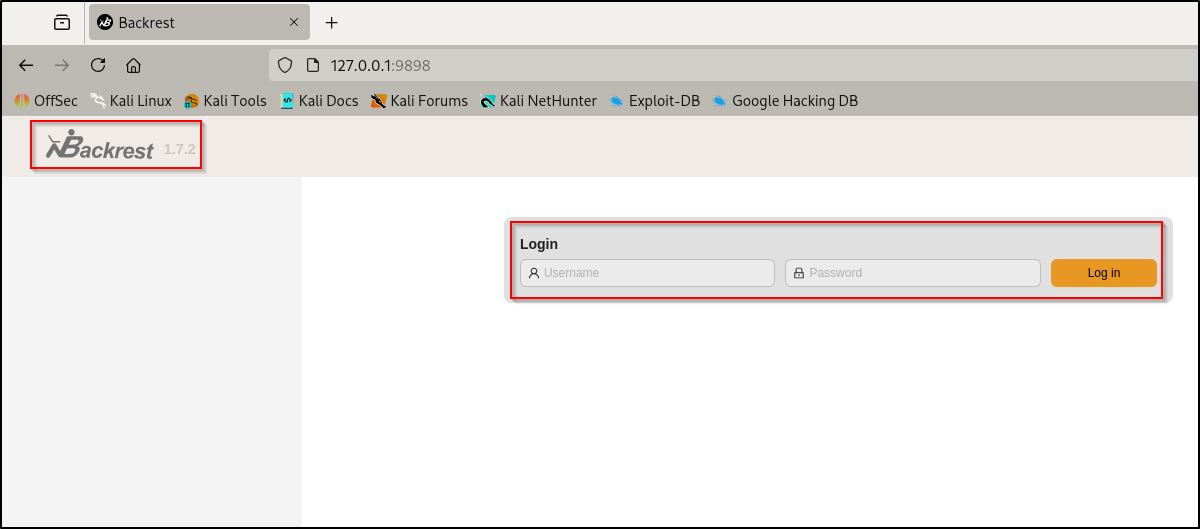 Backrest
127.0.0.1:9898
OffSec Kali Linux Kali Tools Kali Docs Kali Forums Kali NetHunter Exploit-DB Google Hacking DB
Backrest 1.7.2
Login
Username Password Log in